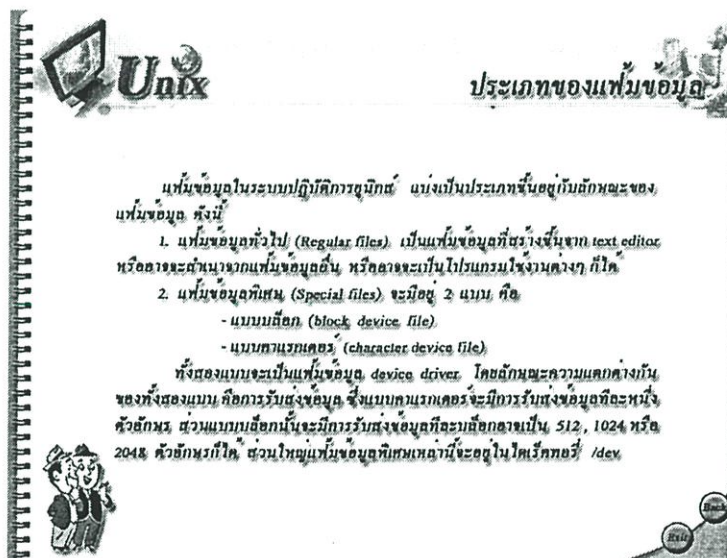 Unix
ประเภทของแฟ้มข้อมูล
แฟ้มข้อมูลในระบบปฏิบัติการยูนิกส์ แบ่งเป็นประเภทขึ้นอยู่กับลักษณะของ
แฟ้มข้อมูล ดังนี้
1. แฟ้มข้อมูลทั่วไป (Regular files) เป็นแฟ้มข้อมูลที่สร้างขึ้นจาก text editor
หรืออาจจะสำเนาจากแฟ้มข้อมูลอื่น หรืออาจจะเป็นโปรแกรมใช้งานต่างๆ ก็ได้
2. แฟ้มข้อมูลพิเศษ (Special files) จะมีอยู่ 2 แบบ คือ
- แบบบล็อก (block device file)
- แบบคาแรกเตอร์ (character device file)
ทั้งสองแบบจะเป็นแฟ้มข้อมูล device driver โดยลักษณะความแตกต่างกัน
ของทั้งสองแบบ คือการรับส่งข้อมูล ซึ่งแบบคาแรกเตอร์จะมีการรับส่งข้อมูลทีละหนึ่ง
ตัวอักษร ส่วนแบบบล็อกนั้นจะมีการรับส่งข้อมูลทีละบล็อกอาจเป็น 512 , 1024 หรือ
2048 ตัวอักษรก็ได้ ส่วนใหญ่แฟ้มข้อมูลพิเศษเหล่านี้จะอยู่ในไดเร็คทอรี่ /dev
Back
Exit